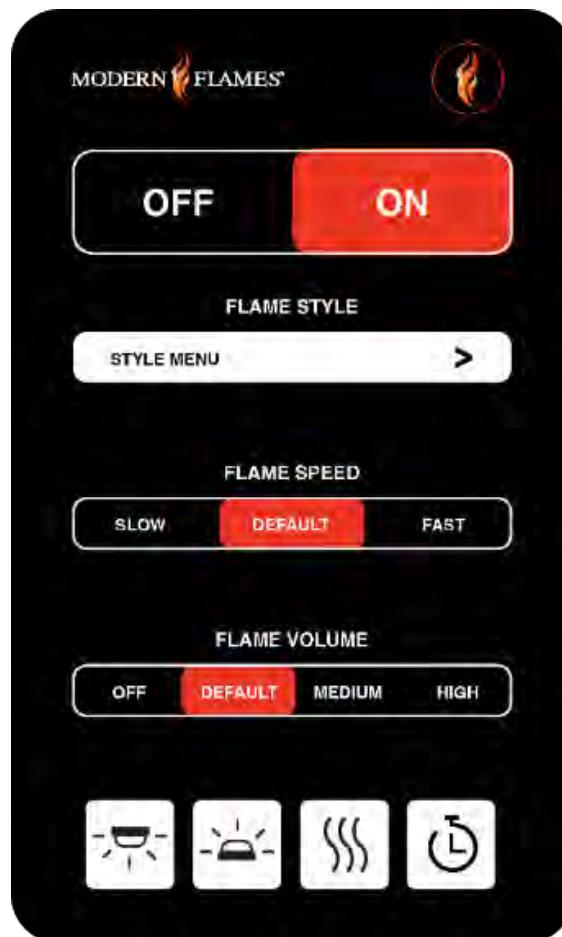 MODERN FLAMES®
OFF ON
FLAME STYLE
STYLE MENU >
FLAME SPEED
SLOW DEFAULT FAST
FLAME VOLUME
OFF DEFAULT MEDIUM HIGH